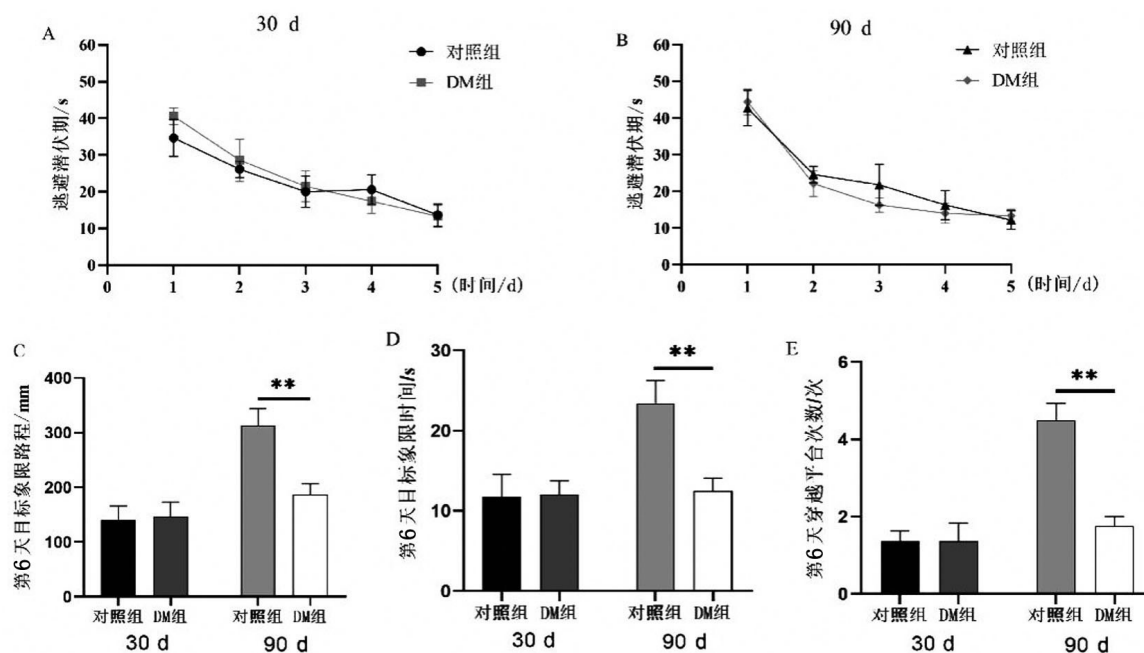 A
30 d
60
50
40
30
20
10
0
逃避潜伏期/s
对照组
DM组
0 1 2 3 4 5 (时间/d)
B
90 d
60
50
40
30
20
10
0
逃避潜伏期/s
对照组
DM组
0 1 2 3 4 5 (时间/d)
C
第6天目标象限路程/mm
400
300
200
100
0
**
对照组 DM组 对照组 DM组
30 d 90 d
D
第6天目标象限时间/s
30
20
10
0
**
对照组 DM组 对照组 DM组
30 d 90 d
E
第6天穿越平台次数/次
6
4
2
0
**
对照组 DM组 对照组 DM组
30 d 90 d